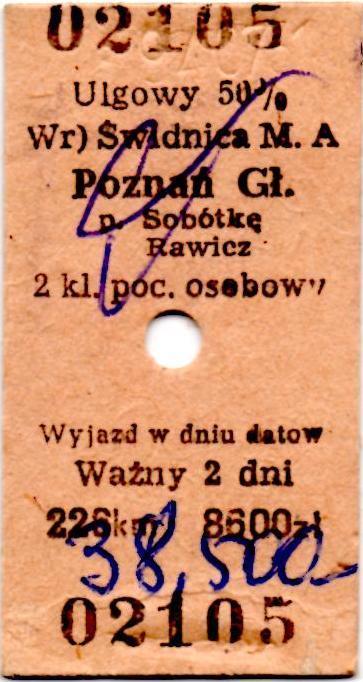 02105
Ulgowy 50%
Wr) Świdnica M. A
Poznań Gł.
p. Sobótkę
Rawicz
2 kl. poc. osobowy
Wyjazd w dniu datow
Ważny 2 dni
226km 8600zł
38,500-
02105